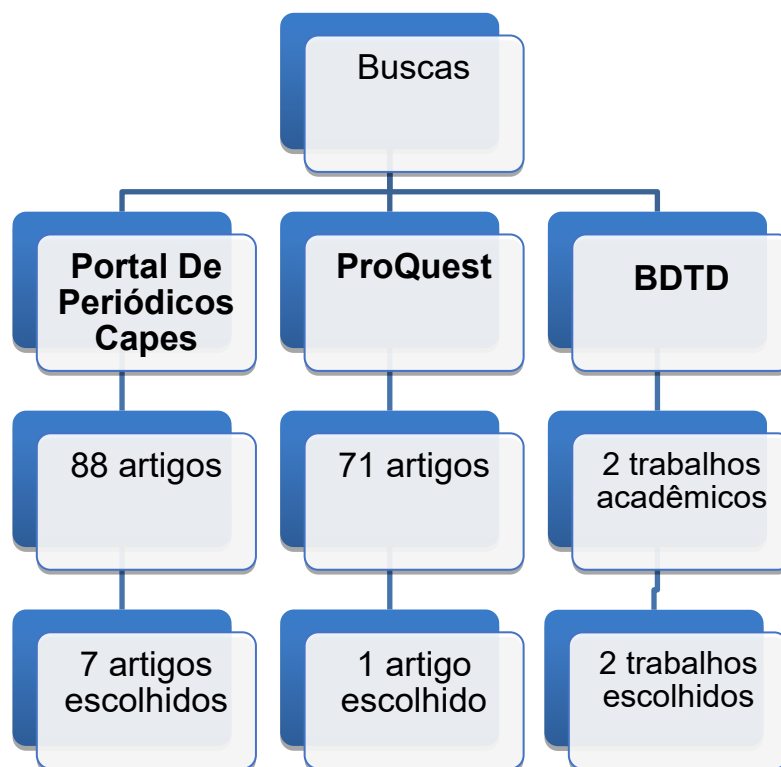 Buscas
Portal De
Periódicos
Capes
ProQuest
BDTD
88 artigos
71 artigos
2 trabalhos
acadêmicos
7 artigos
escolhidos
1 artigo
escolhido
2 trabalhos
escolhidos